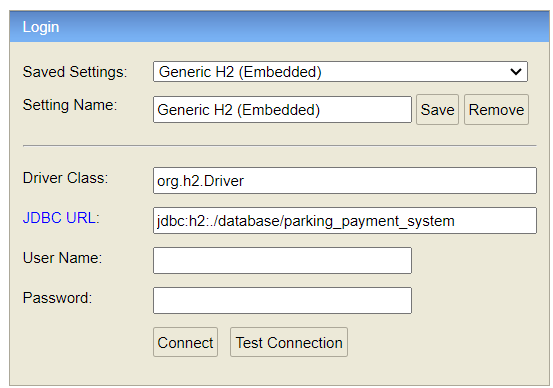 Login
Saved Settings: Generic H2 (Embedded)
Setting Name: Generic H2 (Embedded) Save Remove
Driver Class: org.h2.Driver
JDBC URL: jdbc:h2:./database/parking_payment_system
User Name:
Password:
Connect Test Connection